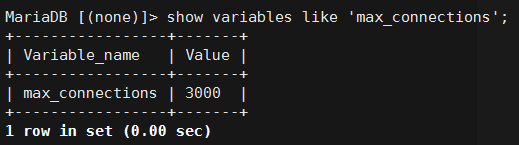 MariaDB [(none)]> show variables like 'max_connections';
+-----------------+-------+
| Variable_name   | Value |
+-----------------+-------+
| max_connections | 3000  |
+-----------------+-------+
1 row in set (0.00 sec)